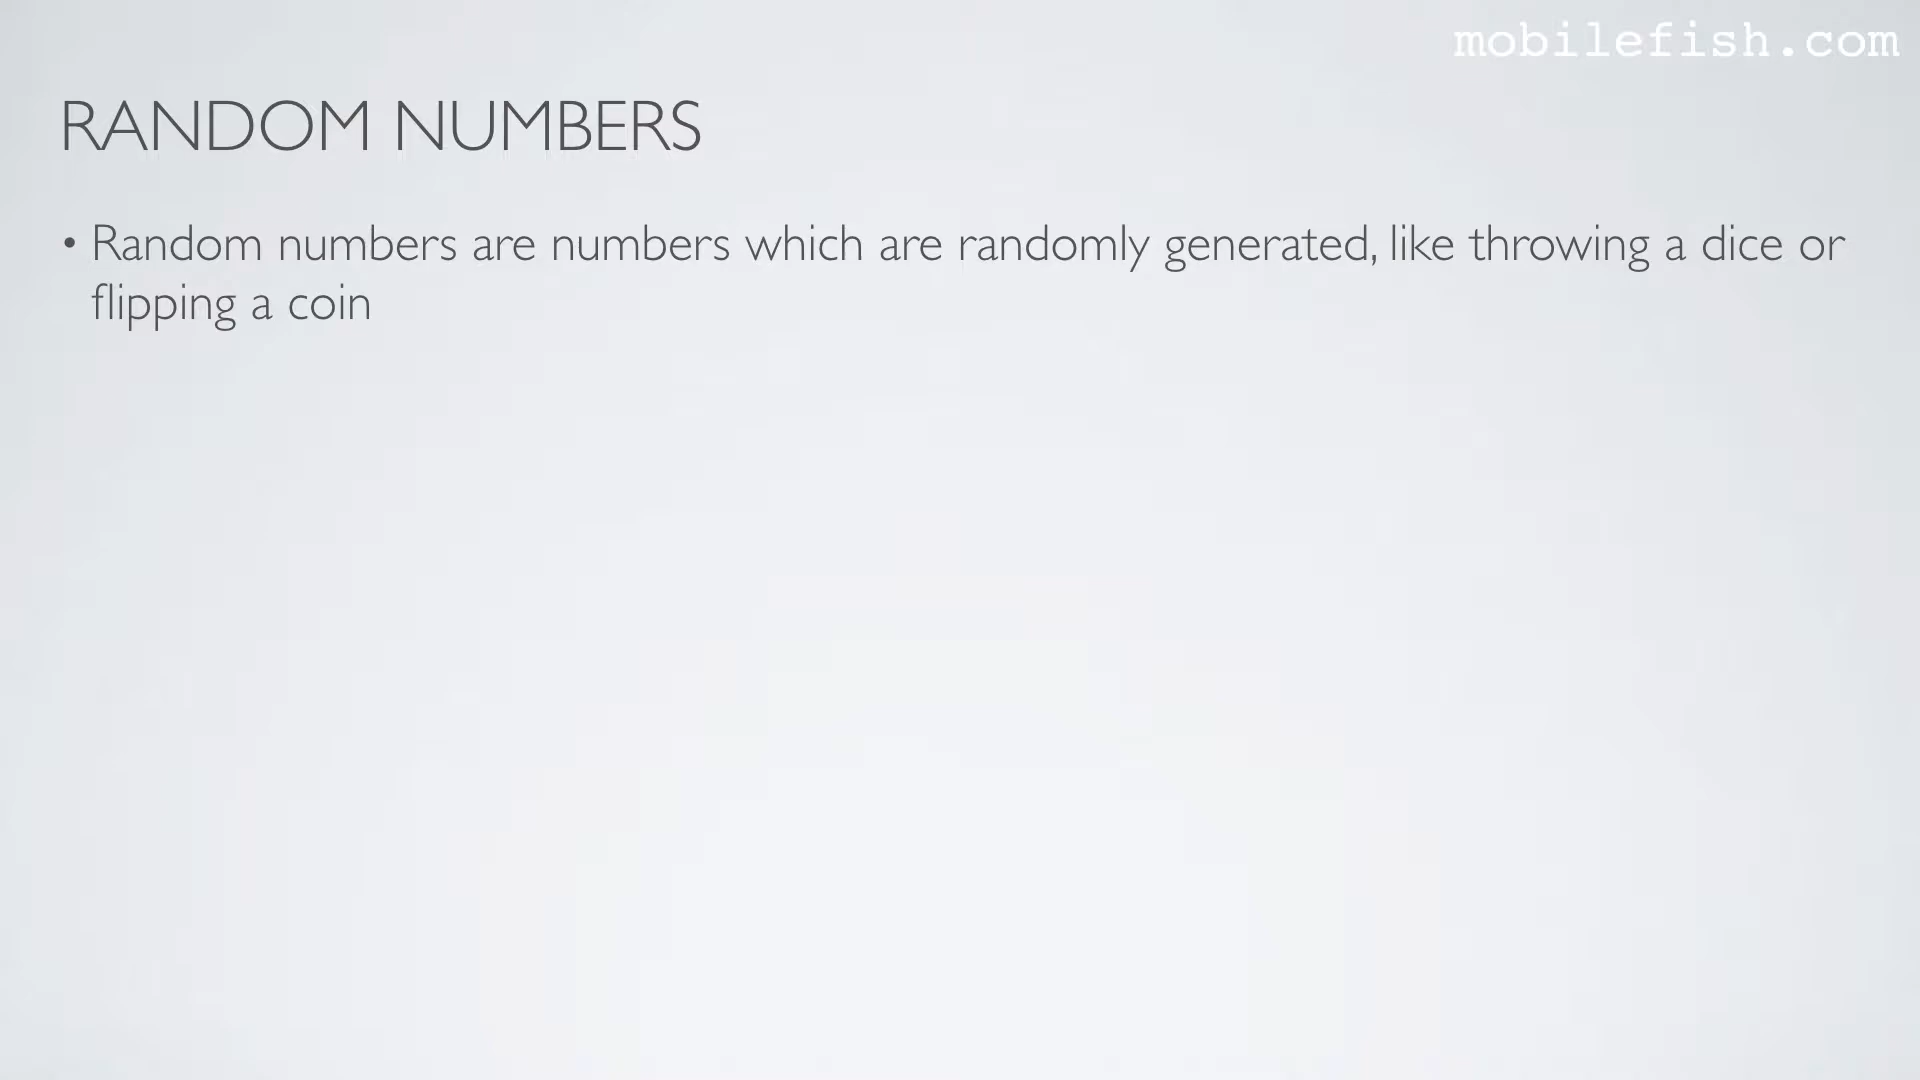 mobilefish.com
RANDOM NUMBERS
• Random numbers are numbers which are randomly generated, like throwing a dice or
flipping a coin